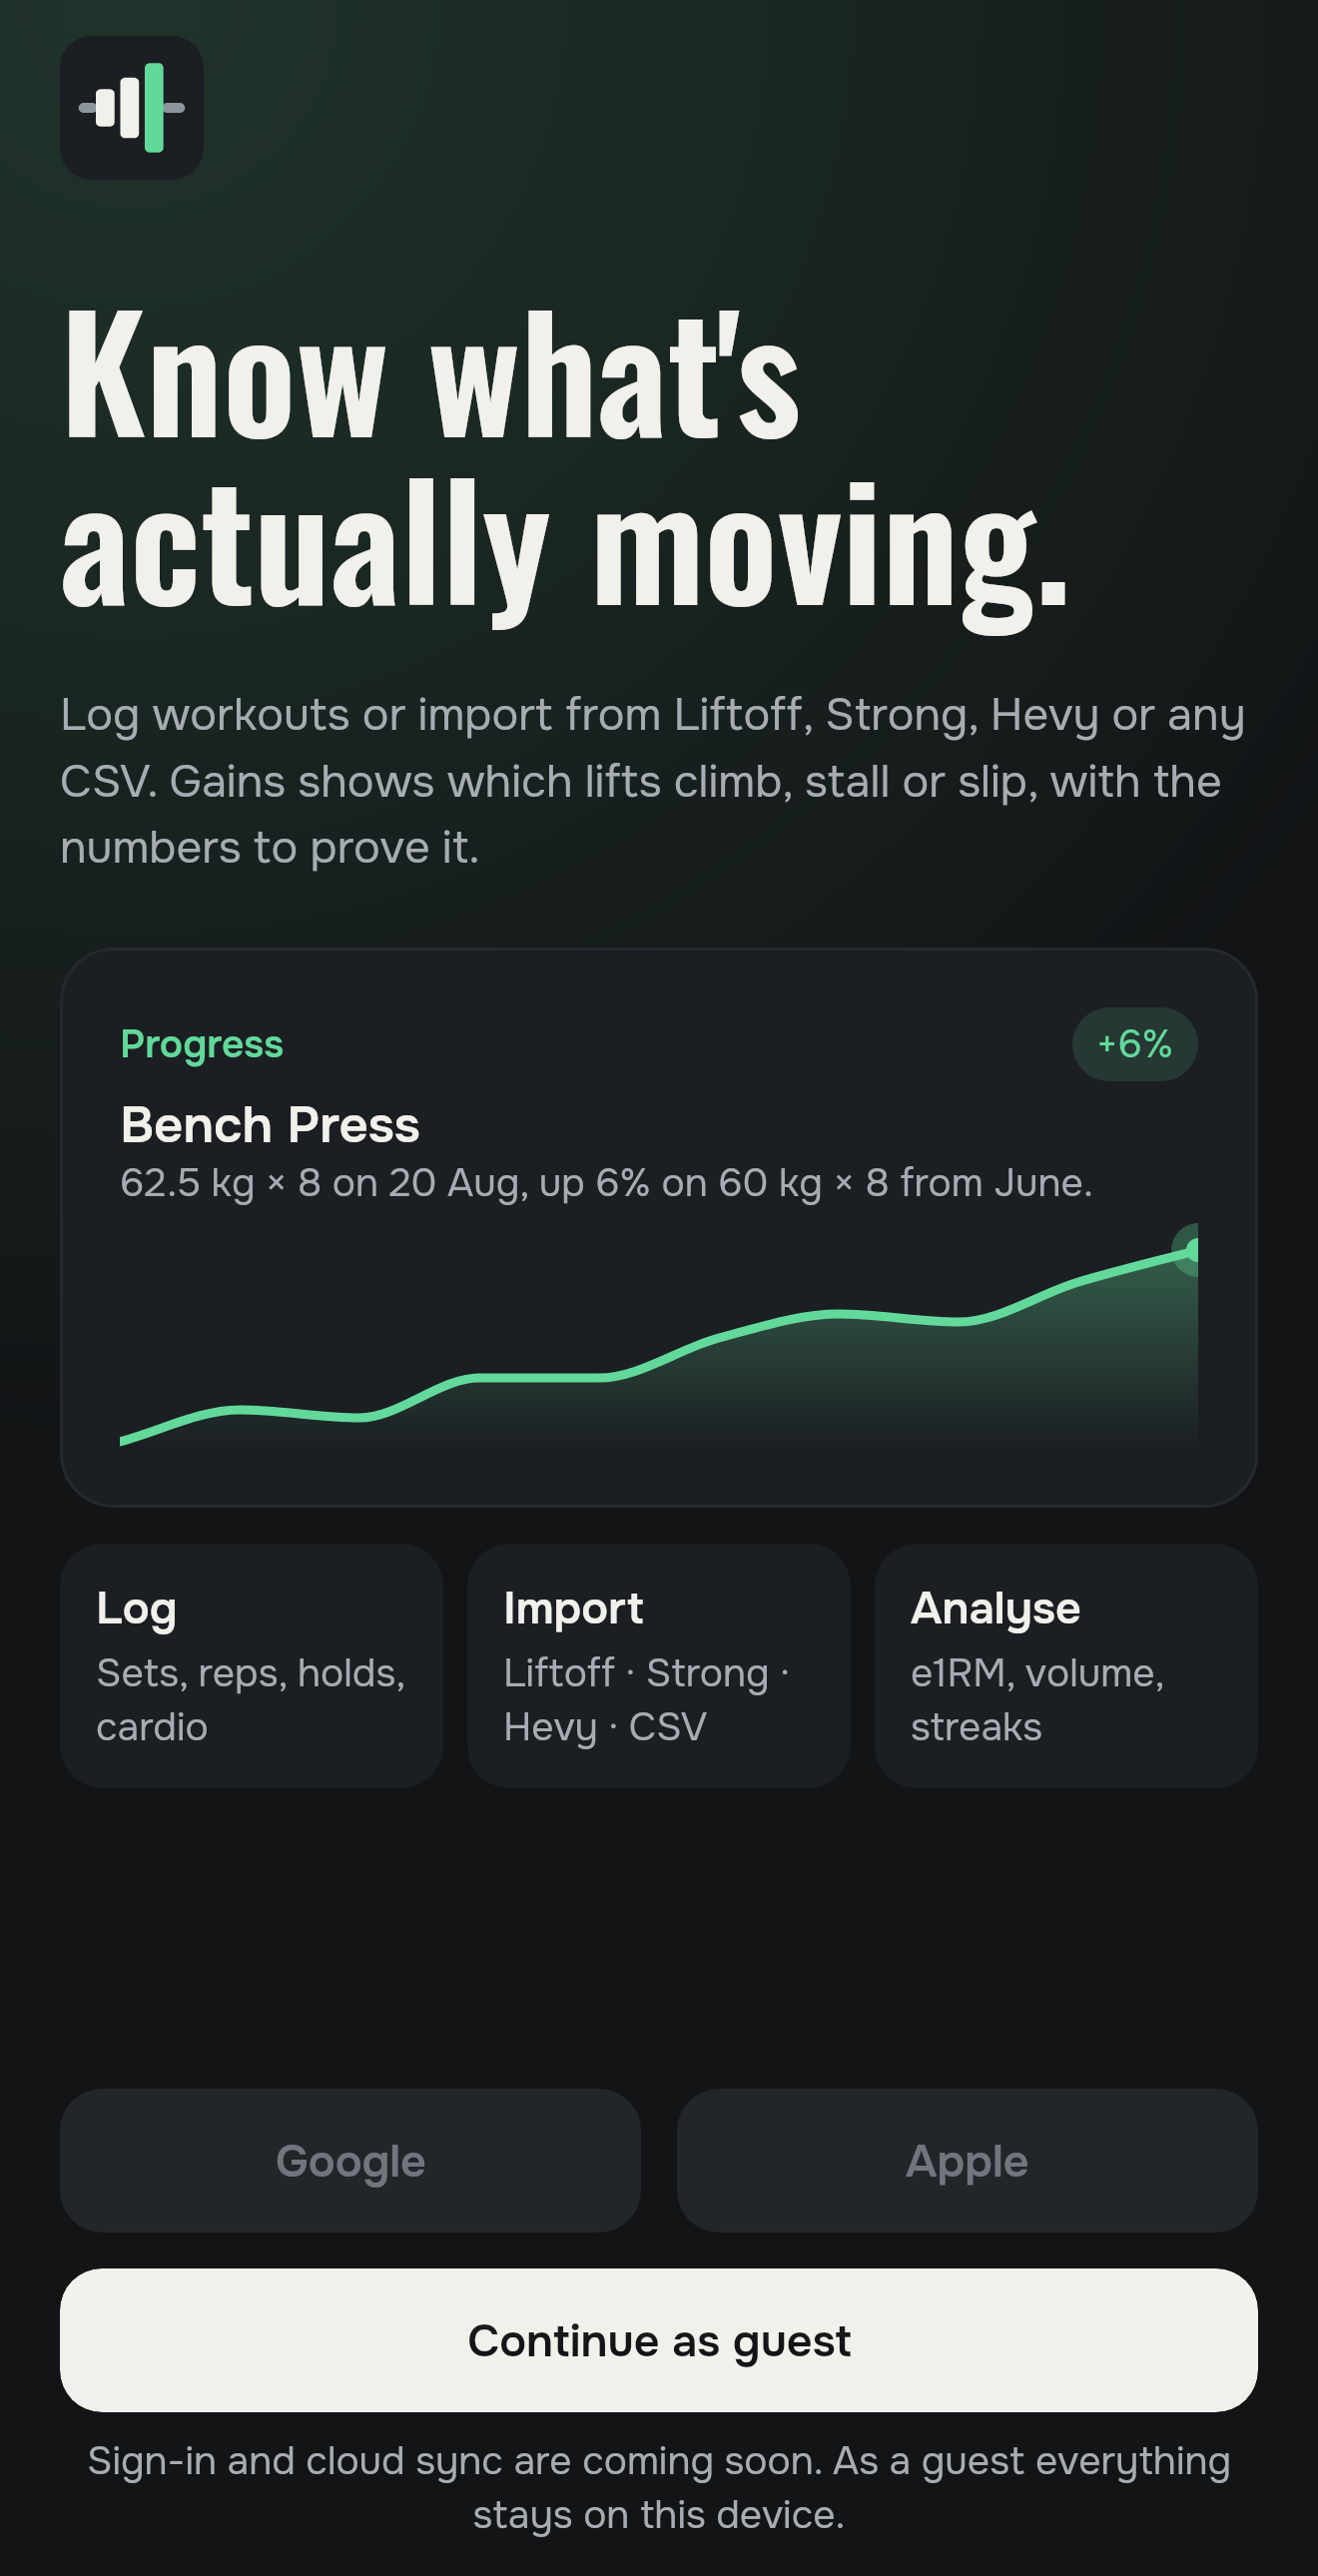 Know what's
actually moving.
Log workouts or import from Liftoff, Strong, Hevy or any
CSV. Gains shows which lifts climb, stall or slip, with the
numbers to prove it.
Progress
+6%
Bench Press
62.5 kg × 8 on 20 Aug, up 6% on 60 kg × 8 from June.
Log
Sets, reps, holds,
cardio
Import
Liftoff · Strong ·
Hevy · CSV
Analyse
e1RM, volume,
streaks
Google
Apple
Continue as guest
Sign-in and cloud sync are coming soon. As a guest everything
stays on this device.